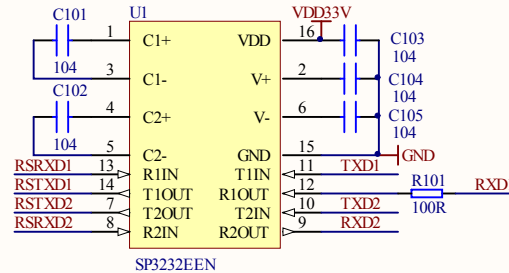 C101
U1
VDD33V
1
C1+
VDD
16
C103
104
104
3
C1-
V+
2
C104
C102
104
4
C2+
V-
6
C105
104
104
5
C2-
GND
15
GND
RSRXD1
13
R1IN
T1IN
11
TXD1
RSTXD1
14
T1OUT
R1OUT
12
R101
RXD
RSTXD2
7
T2OUT
T2IN
10
TXD2
100R
RSRXD2
8
R2IN
R2OUT
9
RXD2
SP3232EEN